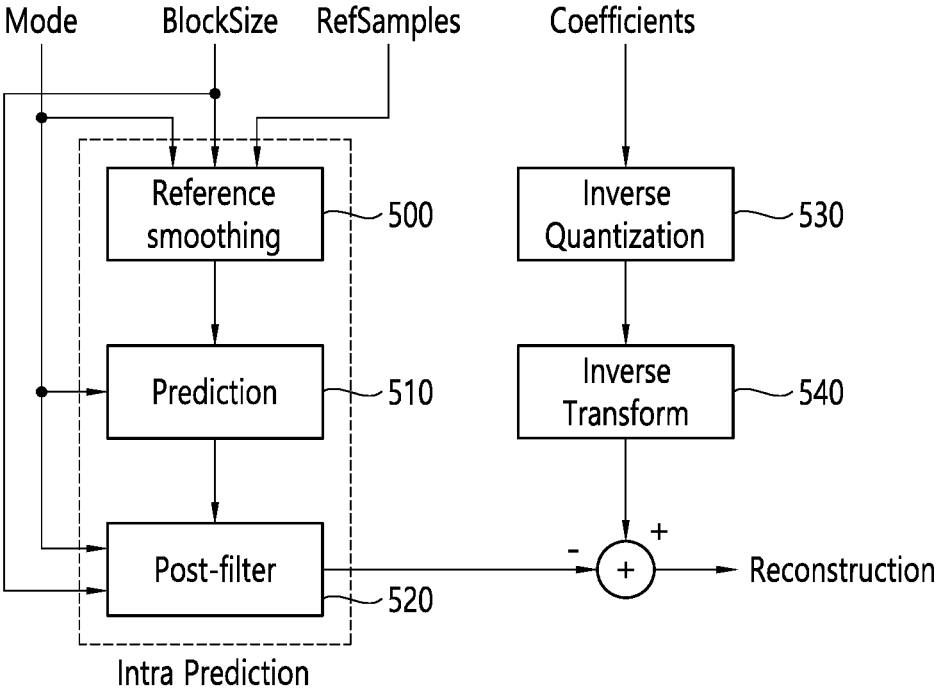 Mode BlockSize RefSamples Coefficients
Reference
smoothing
500
Inverse
Quantization
530
Prediction
510
Inverse
Transform
540
Post-filter
520
- + +
Reconstruction
Intra Prediction